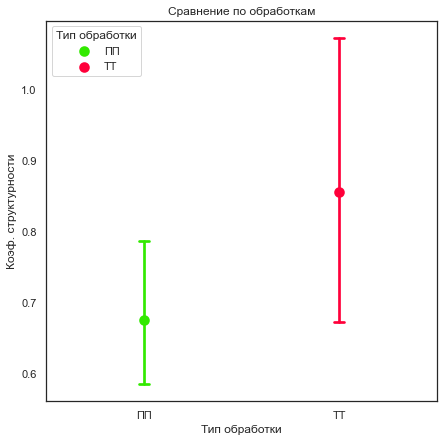 Сравнение по обработкам
Тип обработки
ПП
ТТ
Коэф. структурности
1.0
0.9
0.8
0.7
0.6
ПП
ТТ
Тип обработки